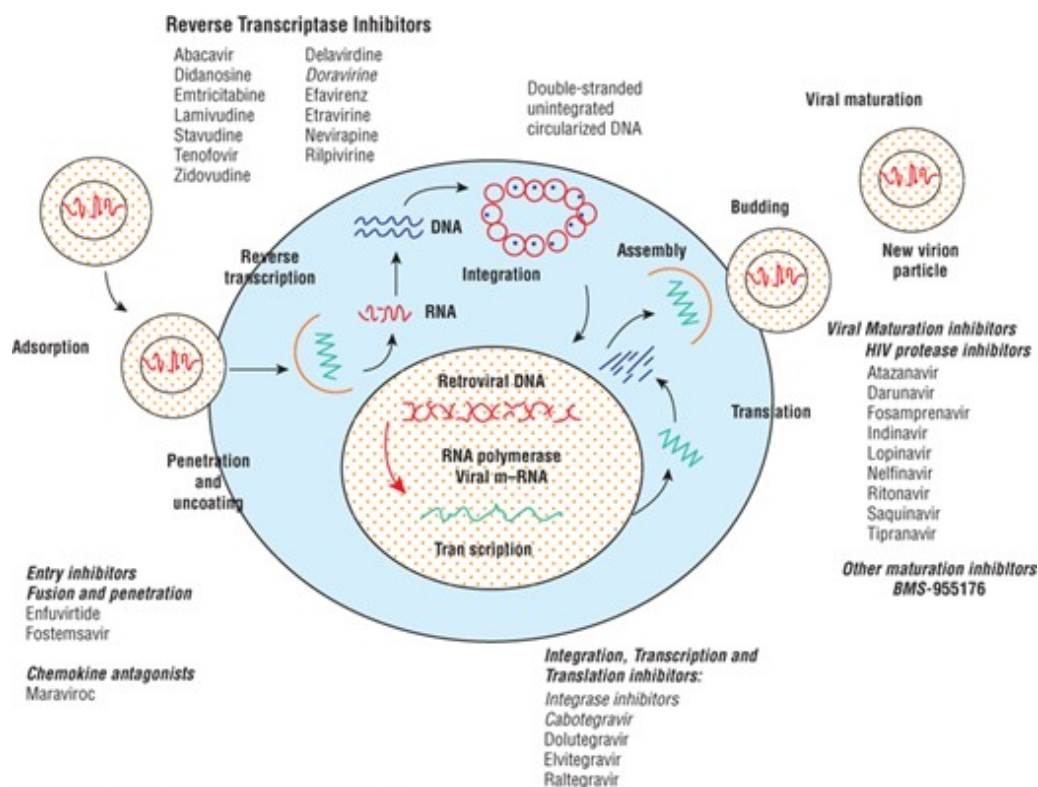 Reverse Transcriptase Inhibitors
Abacavir
Didanosine
Emtricitabine
Lamivudine
Stavudine
Tenofovir
Zidovudine
Delavirdine
Doravirine
Efavirenz
Etravirine
Nevirapine
Rilpivirine
Double-stranded
unintegrated
circularized DNA
Viral maturation
Budding
New virion
particle
DNA
Reverse
transcription
Integration
Assembly
RNA
Adsorption
Retroviral DNA
RNA polymerase
Viral m–RNA
Tran scription
Translation
Penetration
and
uncoating
Viral Maturation inhibitors
HIV protease inhibitors
Atazanavir
Darunavir
Fosamprenavir
Indinavir
Lopinavir
Nelfinavir
Ritonavir
Saquinavir
Tipranavir
Other maturation inhibitors
BMS-955176
Entry inhibitors
Fusion and penetration
Enfuvirtide
Fostemsavir
Chemokine antagonists
Maraviroc
Integration, Transcription and
Translation inhibitors:
Integrase inhibitors
Cabotegravir
Dolutegravir
Elvitegravir
Raltegravir